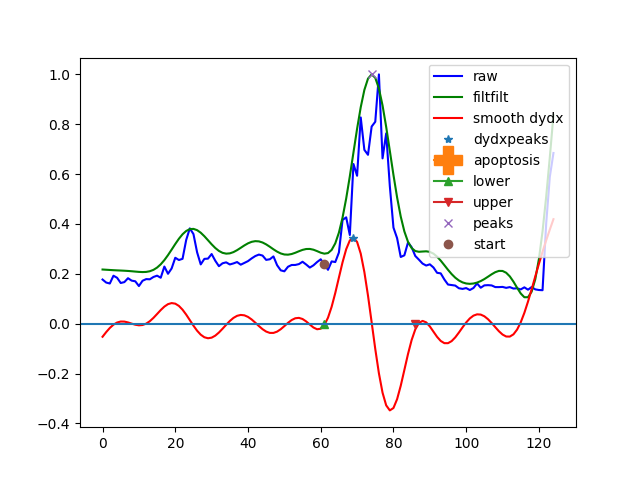 1.0
0.8
0.6
0.4
0.2
0.0
−0.2
−0.4
0 20 40 60 80 100 120
raw
filtfilt
smooth dydx
dydxpeaks
apoptosis
lower
upper
peaks
start